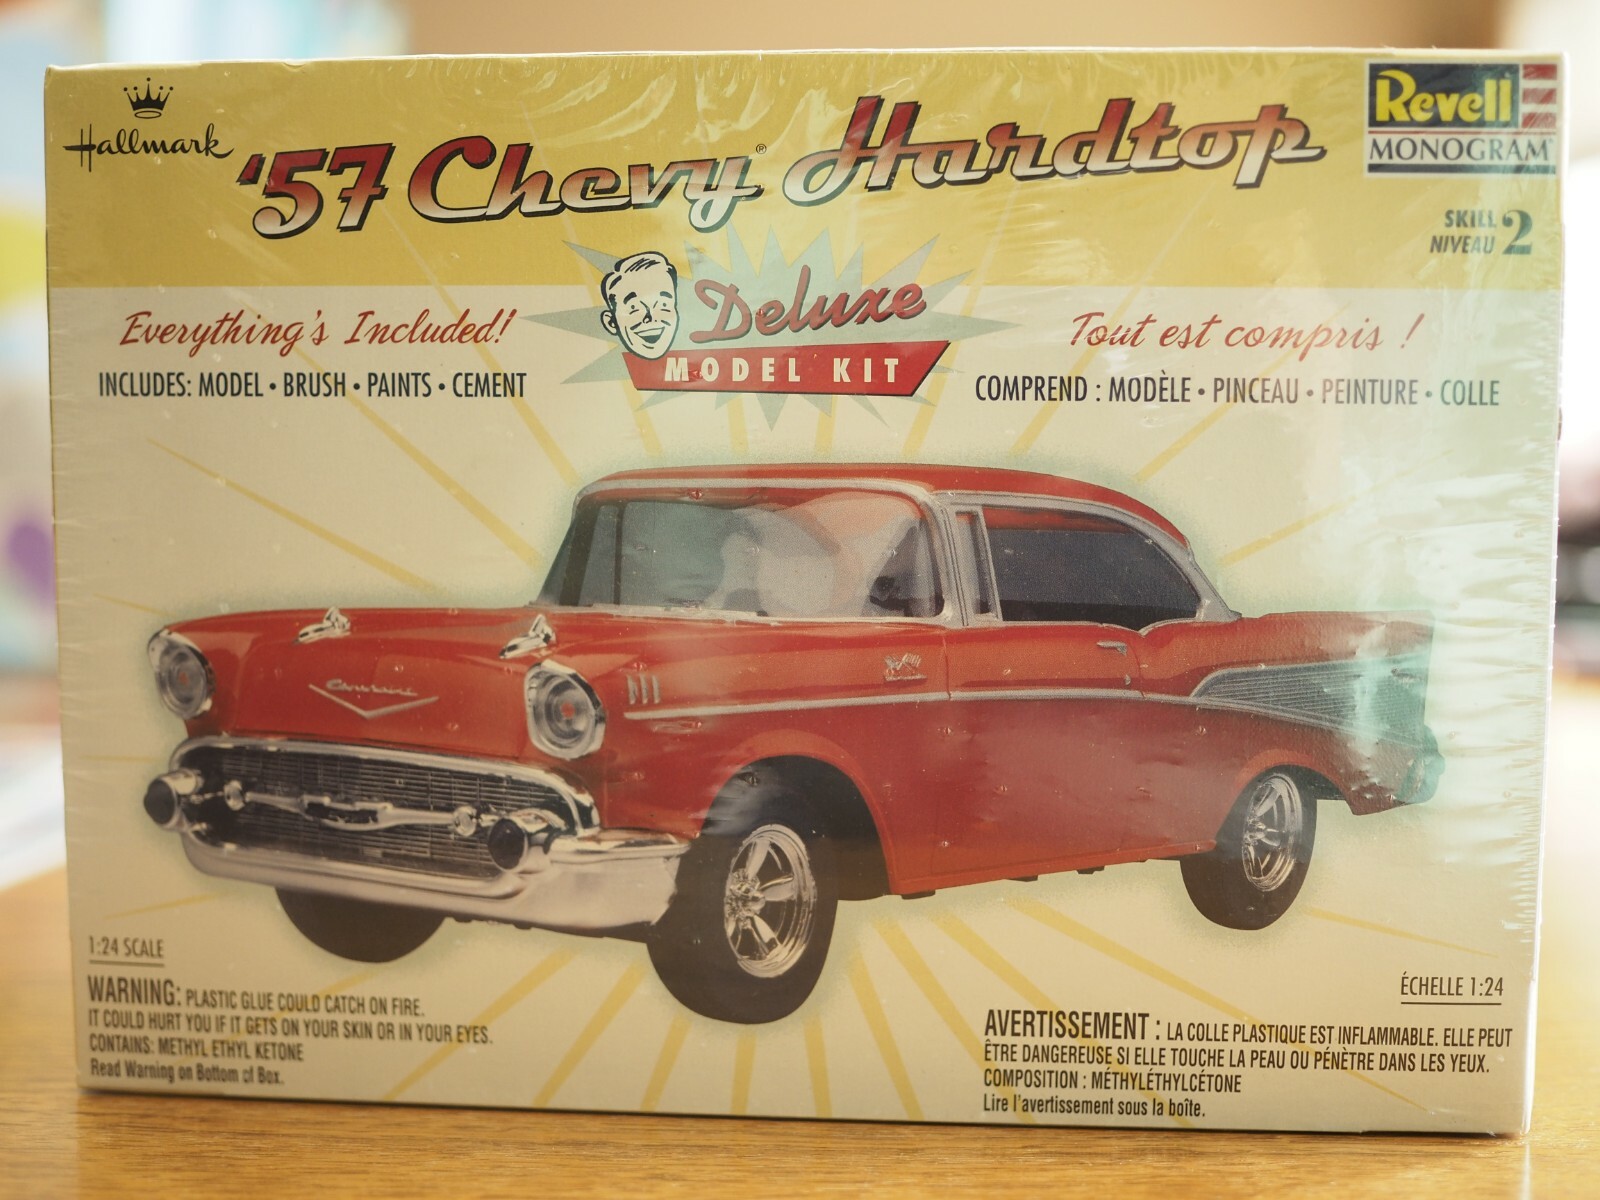 Hallmark
'57 Chevy® Hardtop
Revell
MONOGRAM
SKILL 2
NIVEAU
Everything's Included!
INCLUDES: MODEL • BRUSH • PAINTS • CEMENT
Deluxe
MODEL KIT
Tout est compris !
COMPREND : MODÈLE • PINCEAU • PEINTURE • COLLE
1:24 SCALE
WARNING: PLASTIC GLUE COULD CATCH ON FIRE.
IT COULD HURT YOU IF IT GETS ON YOUR SKIN OR IN YOUR EYES.
CONTAINS: METHYL ETHYL KETONE
Read Warning on Bottom of Box.
ÉCHELLE 1:24
AVERTISSEMENT : LA COLLE PLASTIQUE EST INFLAMMABLE. ELLE PEUT
ÊTRE DANGEREUSE SI ELLE TOUCHE LA PEAU OU PÉNÈTRE DANS LES YEUX.
COMPOSITION : MÉTHYLÉTHYLCÉTONE
Lire l'avertissement sous la boîte.